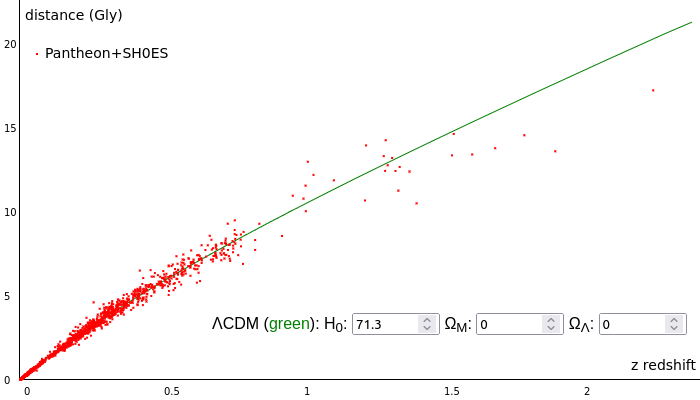 distance (Gly)
20
Pantheon+SH0ES
15
10
5
ΛCDM (green): H0: 71.3 ΩM: 0 ΩΛ: 0
z redshift
0
0 0.5 1 1.5 2